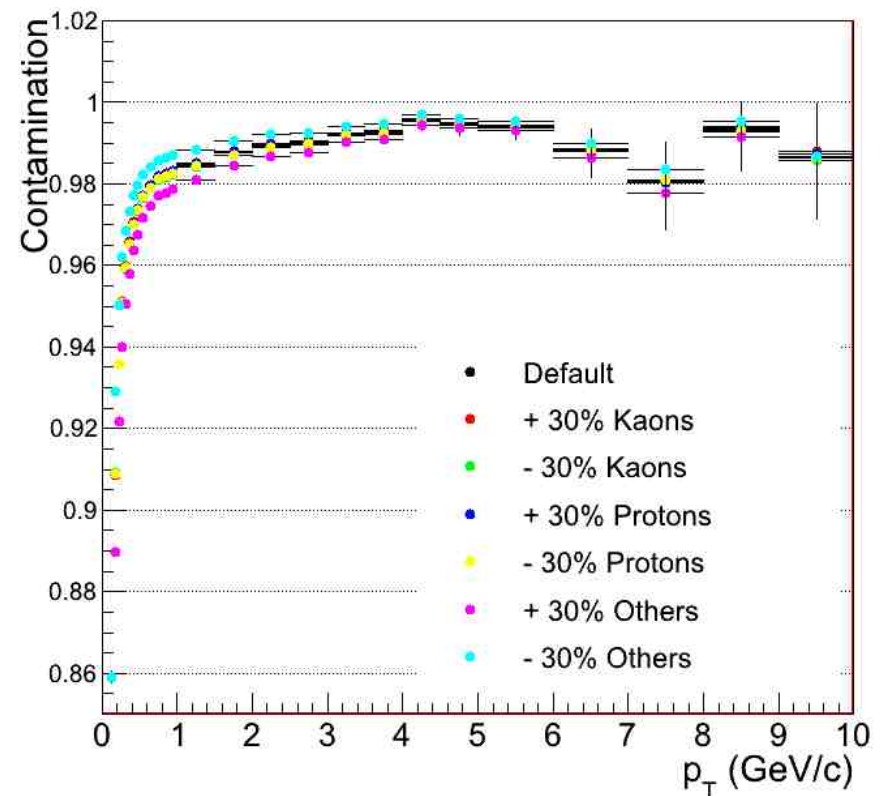 Contamination
1.02
1
0.98
0.96
0.94
0.92
0.9
0.88
0.86
Default
+ 30% Kaons
- 30% Kaons
+ 30% Protons
- 30% Protons
+ 30% Others
- 30% Others
0 1 2 3 4 5 6 7 8 9 10
p_T (GeV/c)